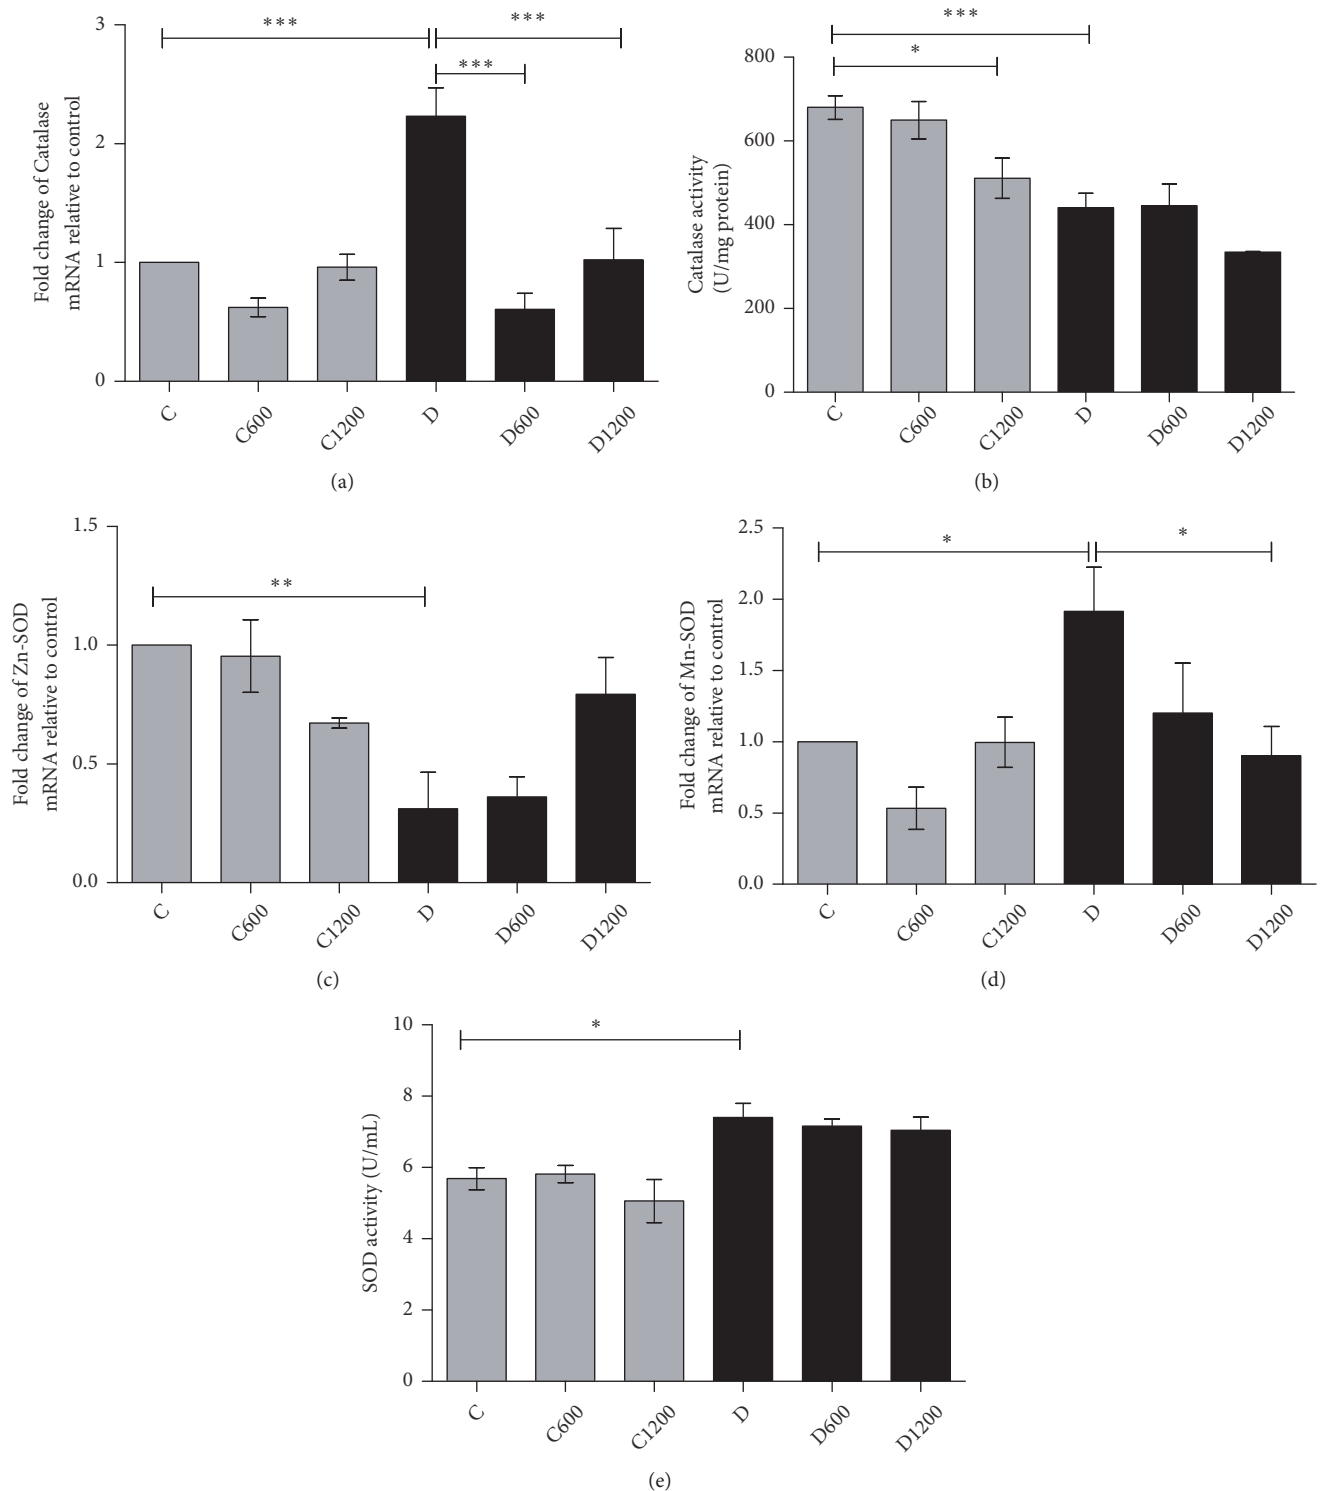 Fold change of Catalase
mRNA relative to control
3
2
1
0
***
***
***
C
C600
C1200
D
D600
D1200
(a)
Catalase activity
(U/mg protein)
800
600
400
200
0
***
*
C
C600
C1200
D
D600
D1200
(b)
Fold change of Zn-SOD
mRNA relative to control
1.5
1.0
0.5
0.0
**
C
C600
C1200
D
D600
D1200
(c)
Fold change of Mn-SOD
mRNA relative to control
2.5
2.0
1.5
1.0
0.5
0.0
*
*
C
C600
C1200
D
D600
D1200
(d)
SOD activity (U/mL)
10
8
6
4
2
0
*
C
C600
C1200
D
D600
D1200
(e)